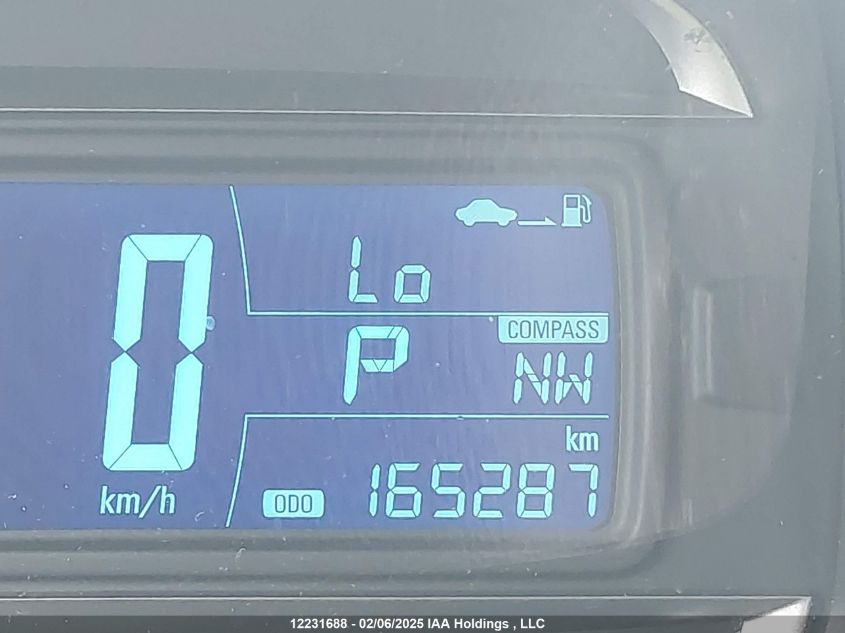 Lo
0
COMPASS
P NW
km
km/h ODO 165287
12231688 - 02/06/2025 IAA Holdings , LLC